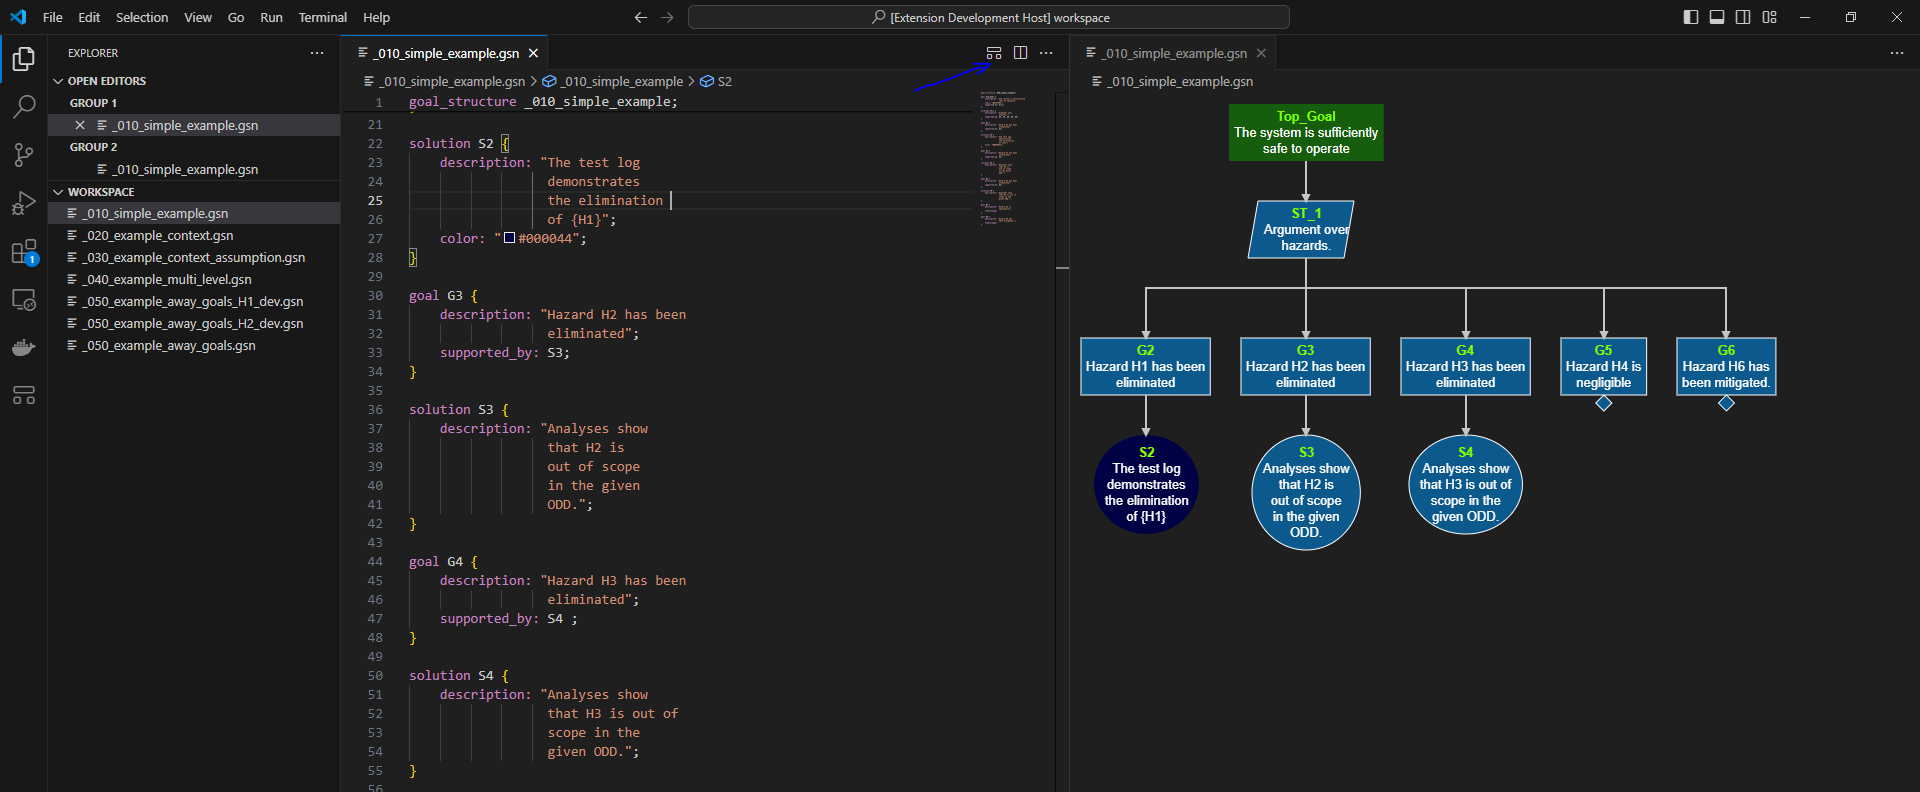 File Edit Selection View Go Run Terminal Help
[Extension Development Host] workspace
EXPLORER
OPEN EDITORS
GROUP 1
_010_simple_example.gsn
GROUP 2
_010_simple_example.gsn
WORKSPACE
_010_simple_example.gsn
_020_example_context.gsn
_030_example_context_assumption.gsn
_040_example_multi_level.gsn
_050_example_away_goals_H1_dev.gsn
_050_example_away_goals_H2_dev.gsn
_050_example_away_goals.gsn
1
_010_simple_example.gsn
_010_simple_example.gsn > _010_simple_example > S2
1 goal_structure _010_simple_example;
21
22 solution S2 {
23 description: "The test log
24 demonstrates
25 the elimination
26 of {H1}";
27 color: "#000044";
28 }
29
30 goal G3 {
31 description: "Hazard H2 has been
32 eliminated";
33 supported_by: S3;
34 }
35
36 solution S3 {
37 description: "Analyses show
38 that H2 is
39 out of scope
40 in the given
41 ODD.";
42 }
43
44 goal G4 {
45 description: "Hazard H3 has been
46 eliminated";
47 supported_by: S4 ;
48 }
49
50 solution S4 {
51 description: "Analyses show
52 that H3 is out of
53 scope in the
54 given ODD.";
55 }
56
_010_simple_example.gsn
_010_simple_example.gsn
Top_Goal
The system is sufficiently
safe to operate
ST_1
Argument over
hazards.
G2
Hazard H1 has been
eliminated
G3
Hazard H2 has been
eliminated
G4
Hazard H3 has been
eliminated
G5
Hazard H4 is
negligible
G6
Hazard H6 has
been mitigated.
S2
The test log
demonstrates
the elimination
of {H1}
S3
Analyses show
that H2 is
out of scope
in the given
ODD.
S4
Analyses show
that H3 is out of
scope in the
given ODD.